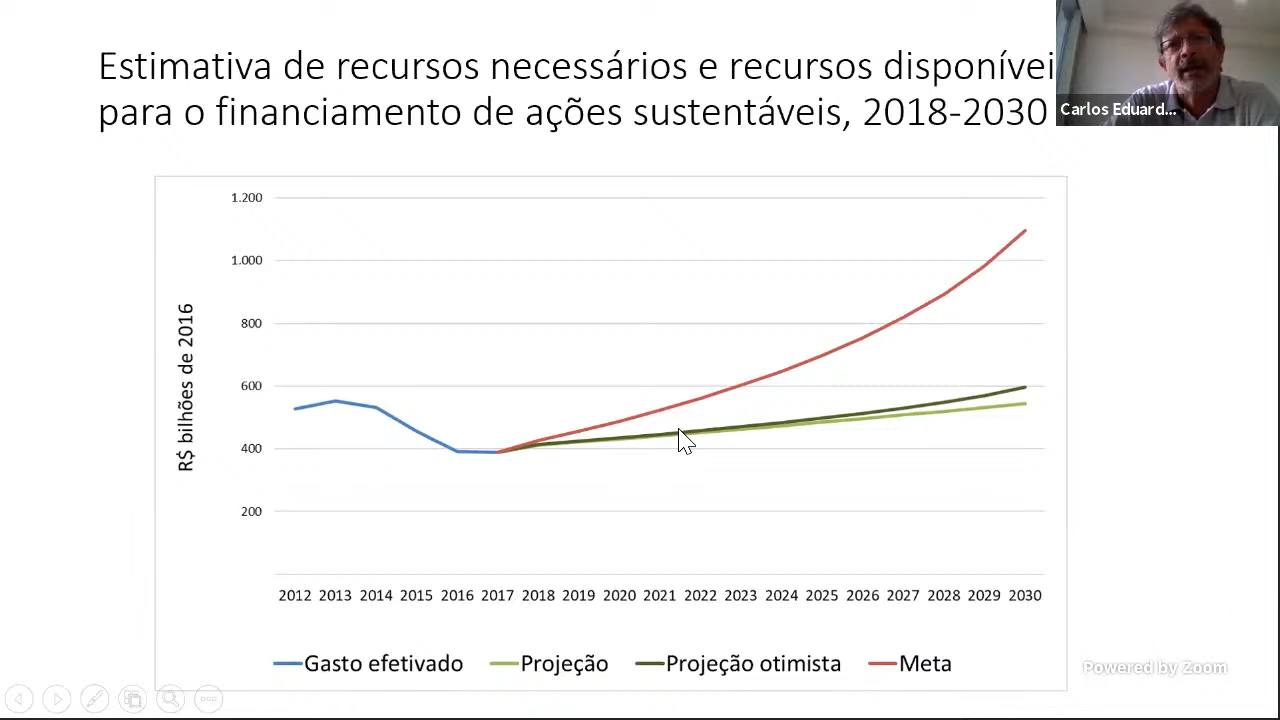 Estimativa de recursos necessários e recursos disponívei
para o financiamento de ações sustentáveis, 2018-2030
Carlos Eduard...
1.200
1.000
800
600
400
200
R$ bilhões de 2016
2012 2013 2014 2015 2016 2017 2018 2019 2020 2021 2022 2023 2024 2025 2026 2027 2028 2029 2030
Gasto efetivado Projeção Projeção otimista Meta
Powered by Zoom